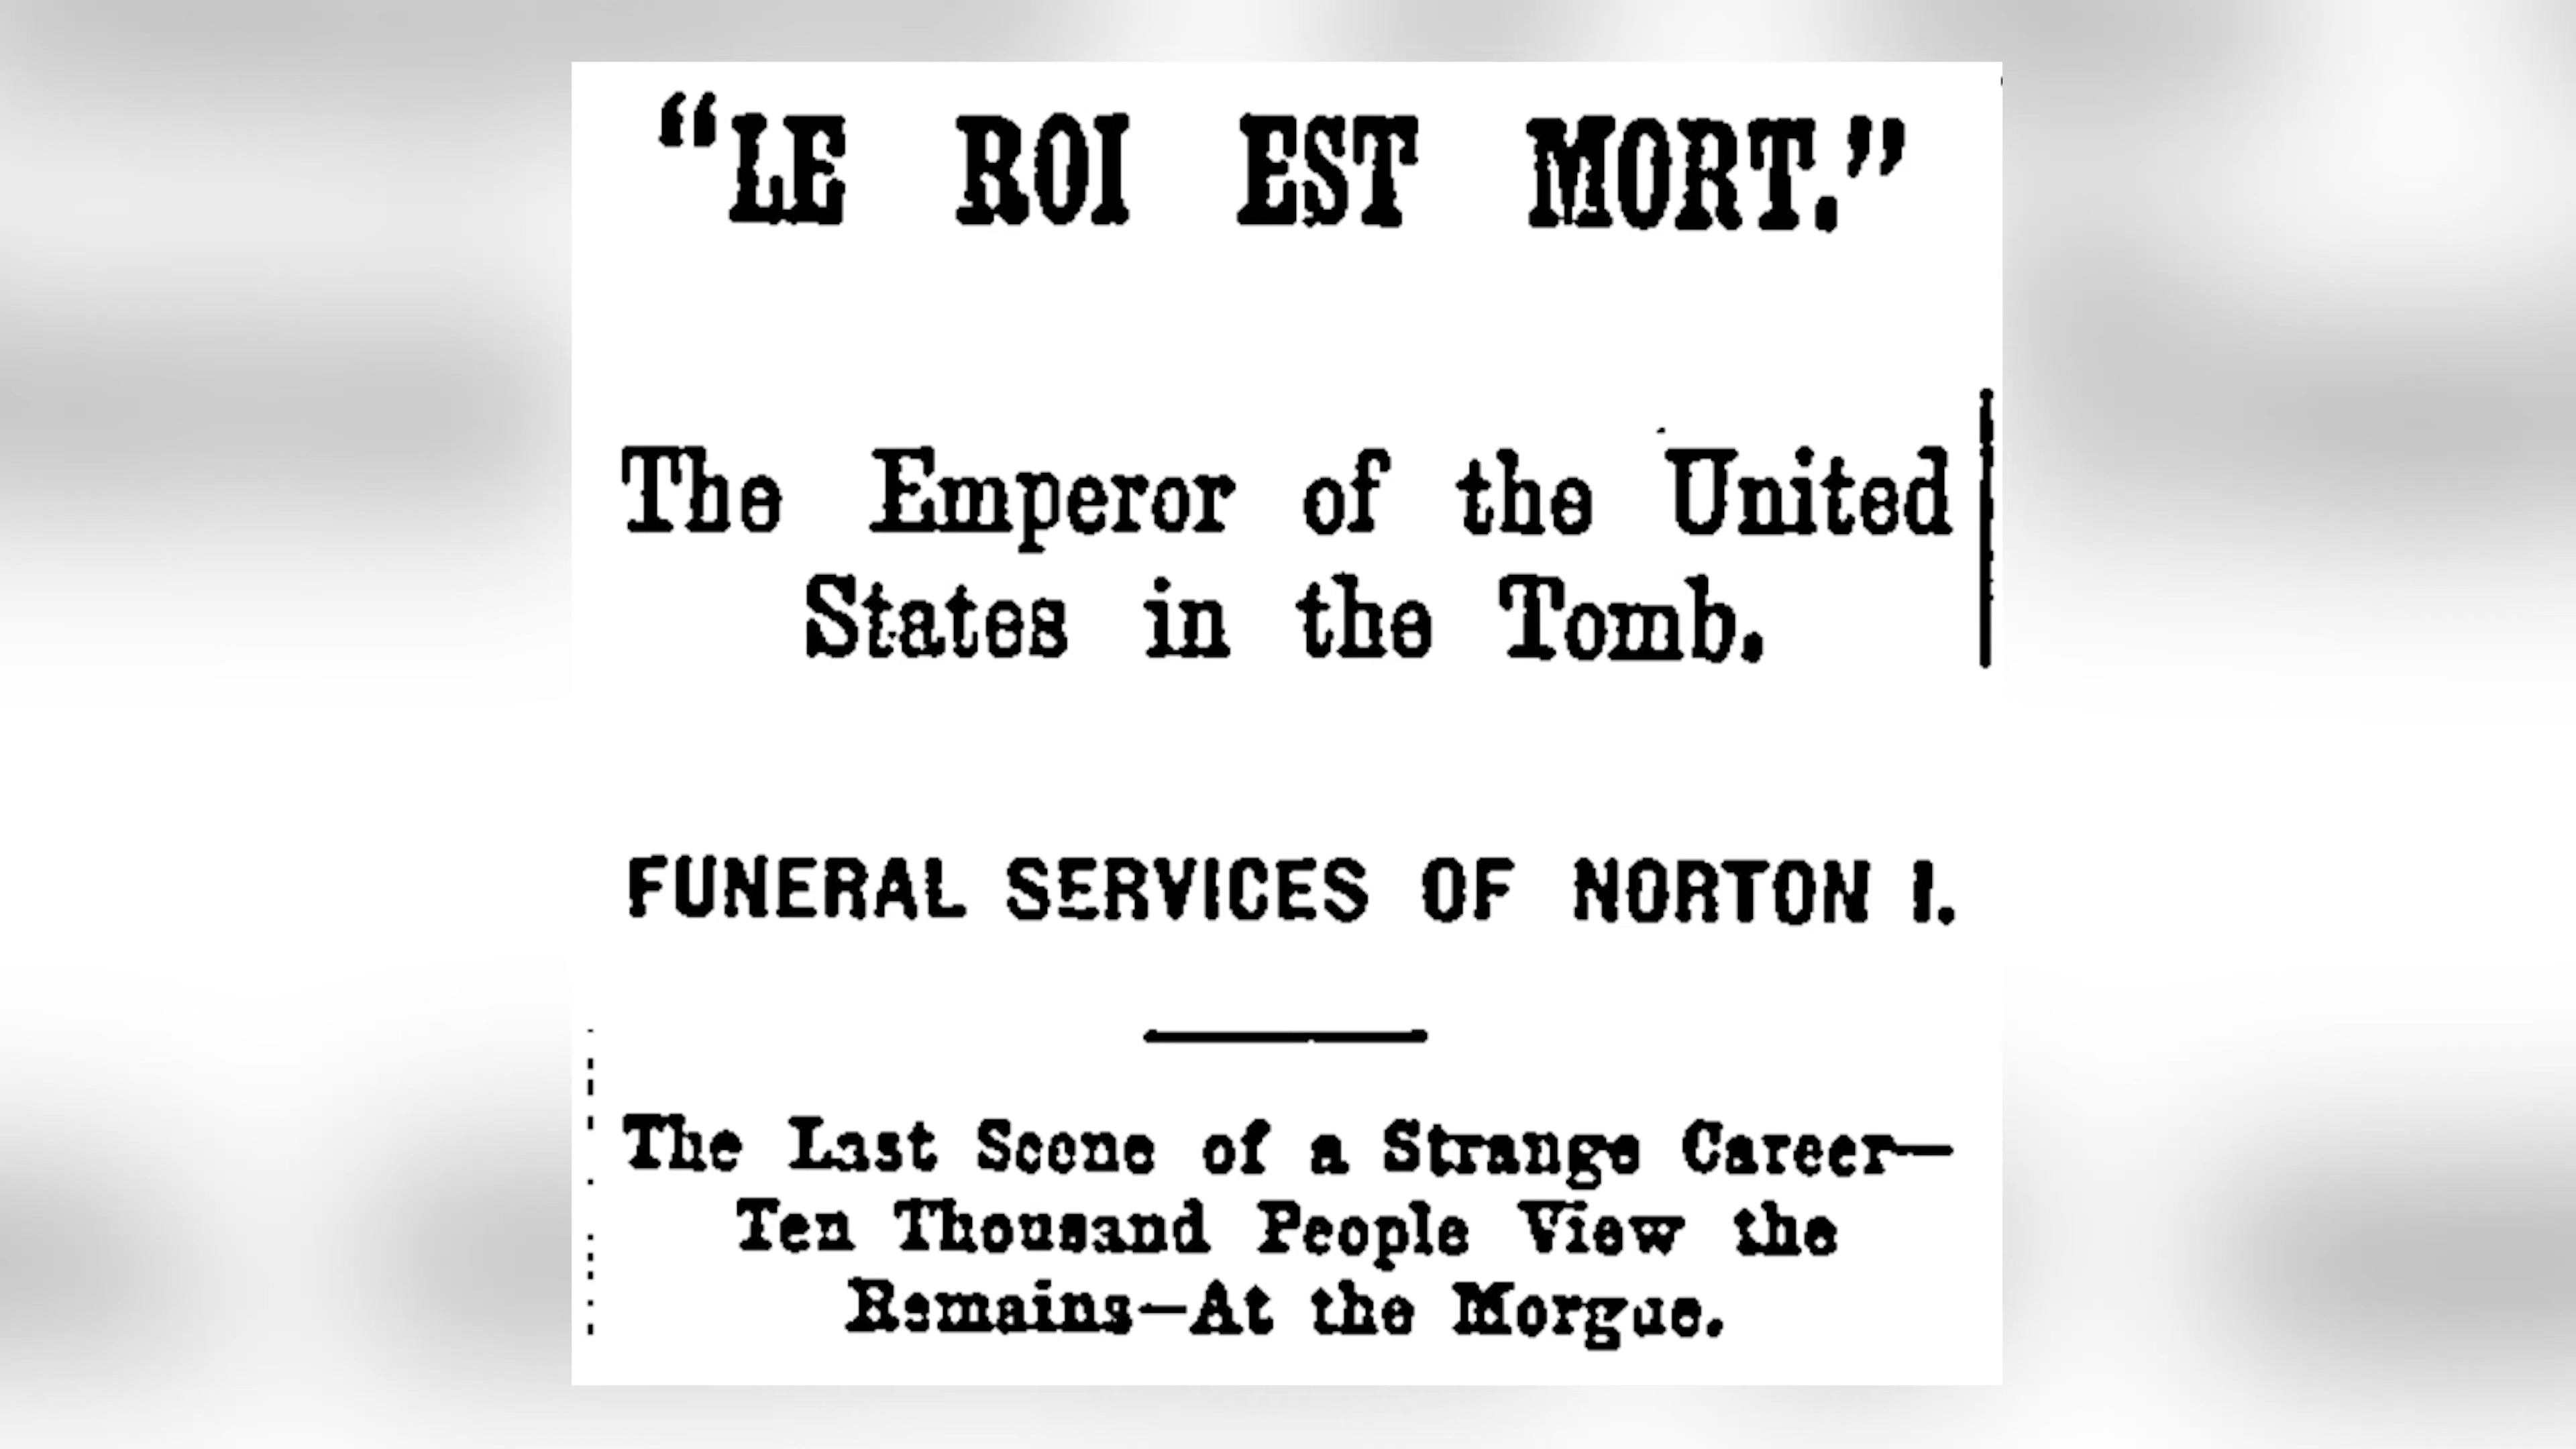 “LE ROI EST MORT.”
The Emperor of the United
States in the Tomb.
FUNERAL SERVICES OF NORTON I.
The Last Scene of a Strange Career—
Ten Thousand People View the
Remains—At the Morgue.